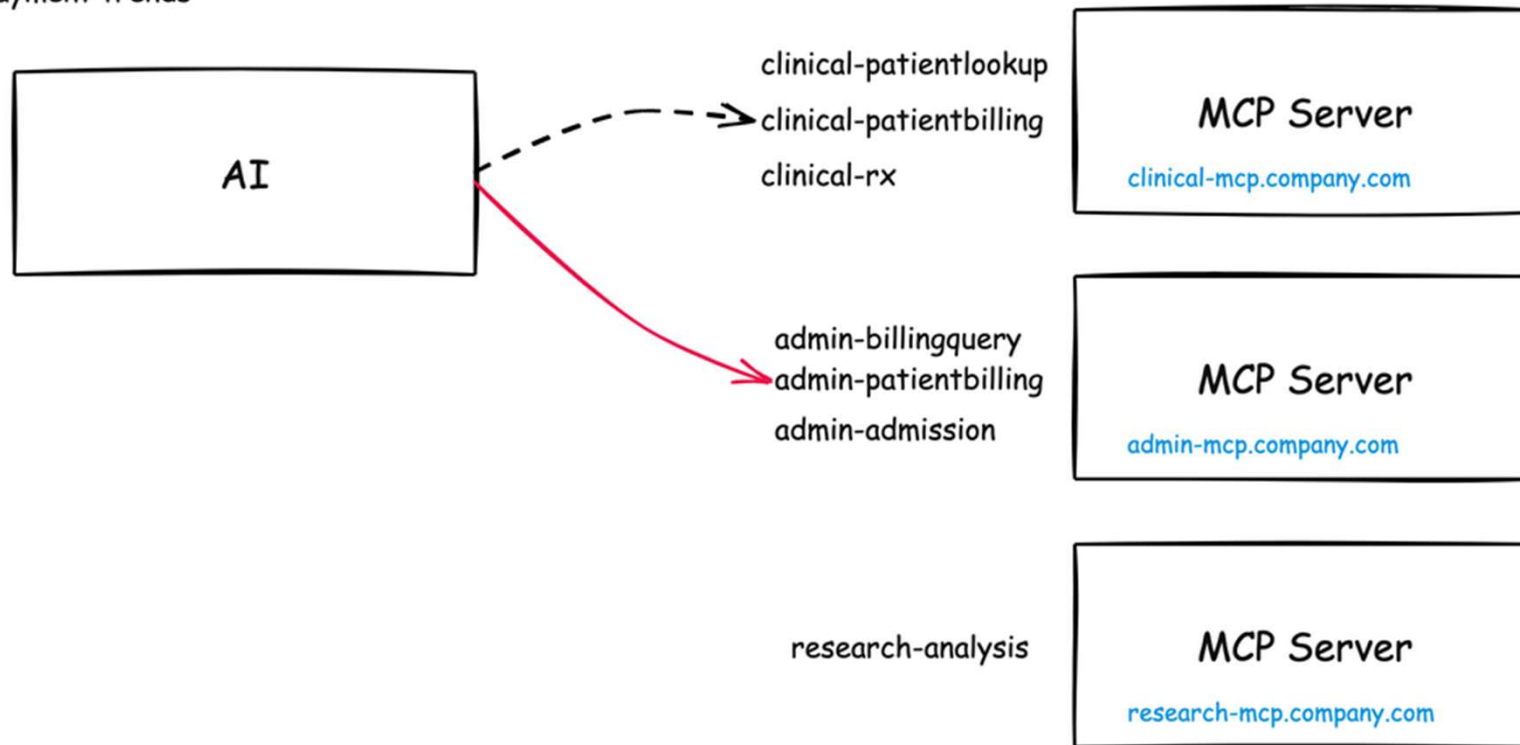 AI
clinical-patientlookup
clinical-patientbilling
clinical-rx
MCP Server
clinical-mcp.company.com
admin-billingquery
admin-patientbilling
admin-admission
MCP Server
admin-mcp.company.com
research-analysis
MCP Server
research-mcp.company.com